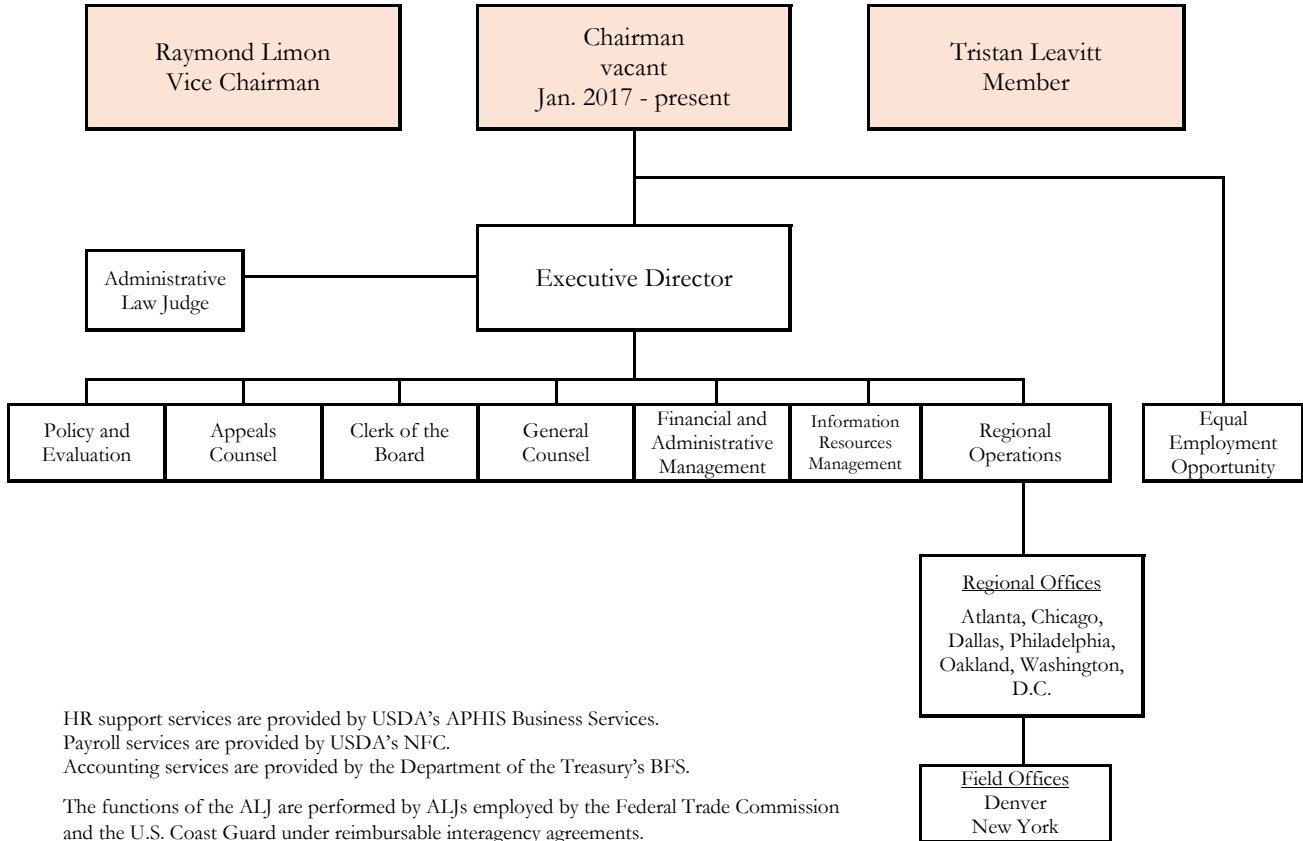 Raymond Limon
Vice Chairman
Chairman
vacant
Jan. 2017 - present
Tristan Leavitt
Member
Administrative
Law Judge
Executive Director
Policy and
Evaluation
Appeals
Counsel
Clerk of the
Board
General
Counsel
Financial and
Administrative
Management
Information
Resources
Management
Regional
Operations
Equal
Employment
Opportunity
Regional Offices
Atlanta, Chicago,
Dallas, Philadelphia,
Oakland, Washington,
D.C.
HR support services are provided by USDA’s APHIS Business Services.
Payroll services are provided by USDA’s NFC.
Accounting services are provided by the Department of the Treasury’s BFS.
The functions of the ALJ are performed by ALJs employed by the Federal Trade Commission
and the U.S. Coast Guard under reimbursable interagency agreements.
Field Offices
Denver
New York